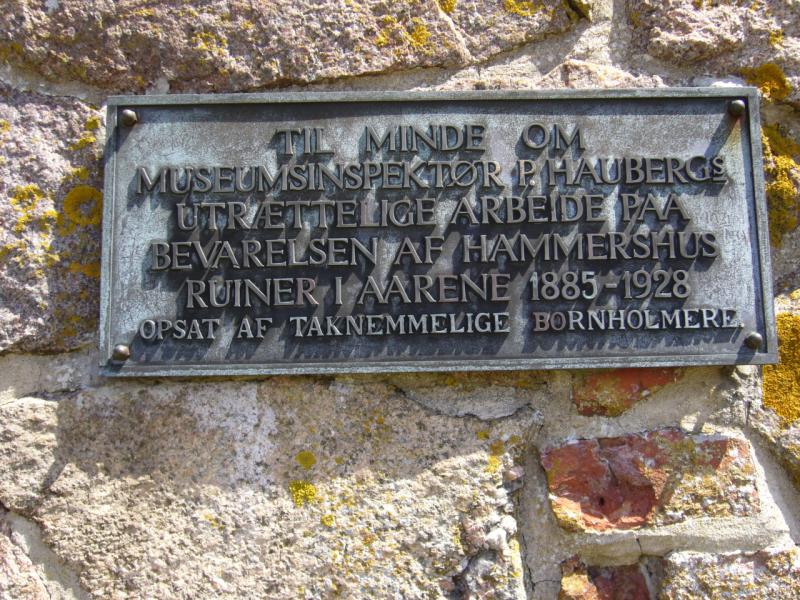 TIL MINDE OM
MUSEUMSINSPEKTØR P. HAUBERGS
UTRÆTTELIGE ARBEIDE PAA
BEVARELSEN AF HAMMERSHUS
RUINER I AARENE 1885-1928
OPSAT AF TAKNEMMELIGE BORNHOLMERE.